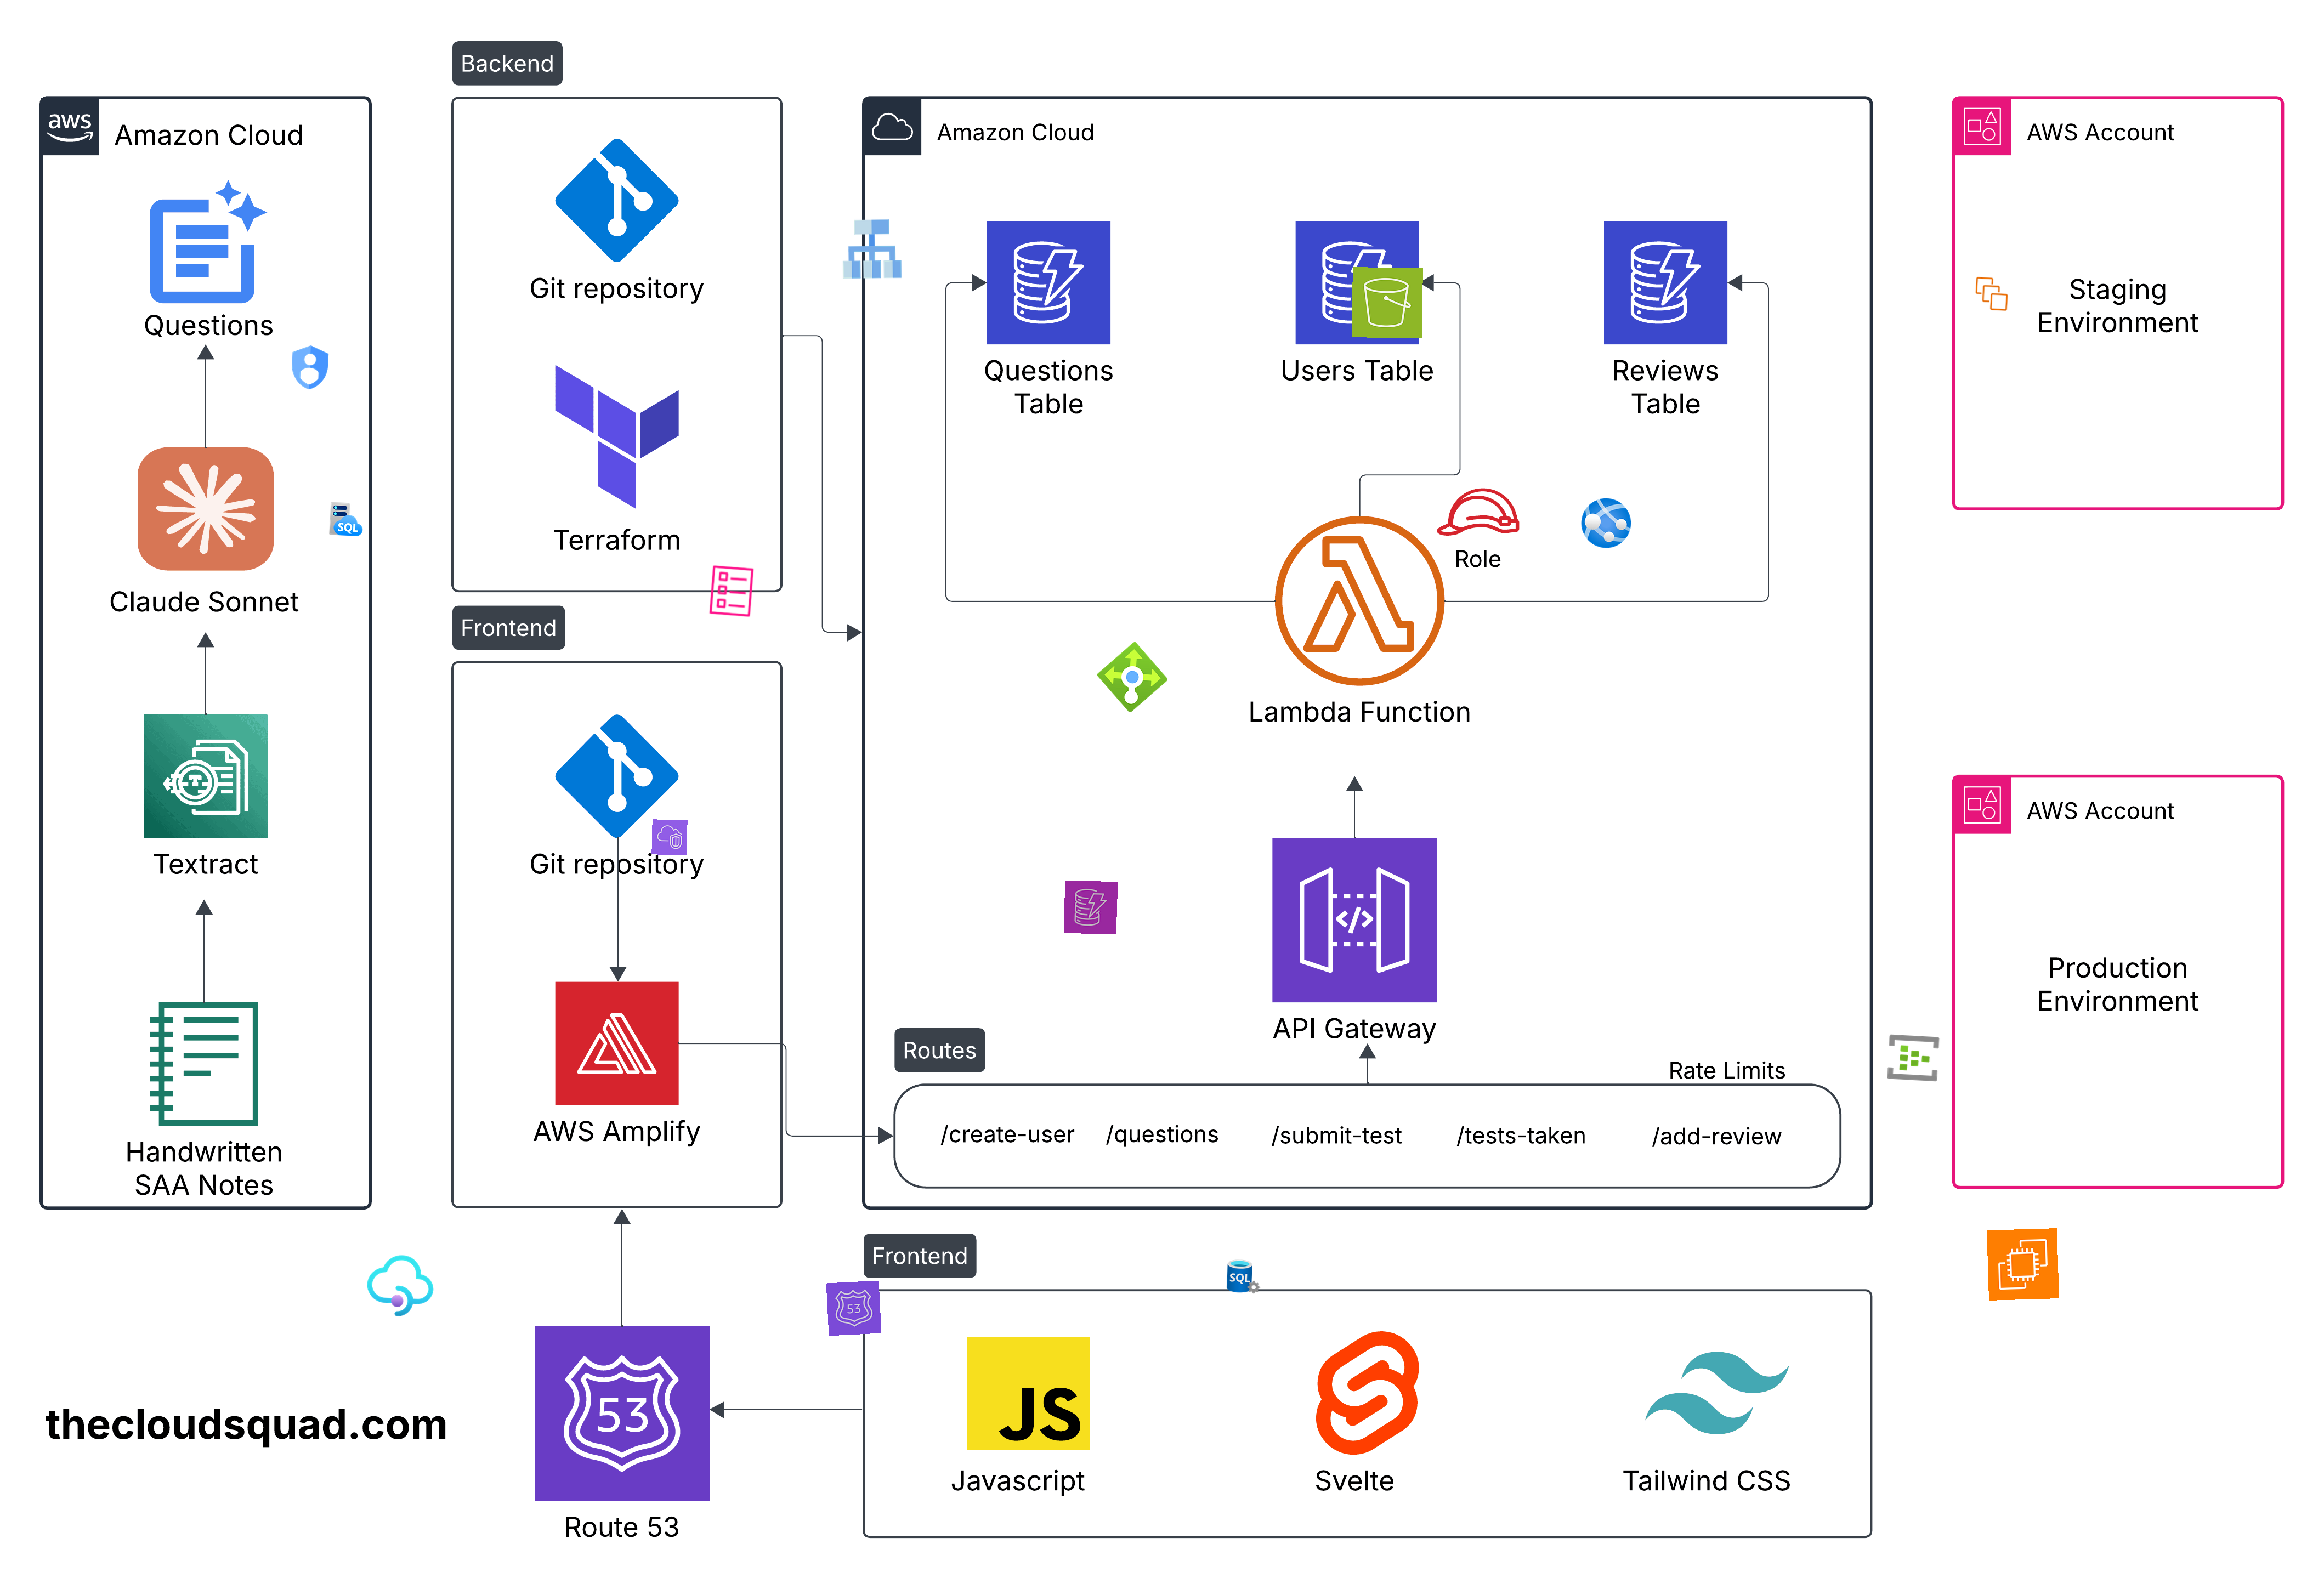 Backend
aws
Amazon Cloud
Questions
Claude Sonnet
Textract
Handwritten
SAA Notes
Git repository
Terraform
Frontend
Git repository
AWS Amplify
Amazon Cloud
Questions
Table
Users Table
Reviews
Table
Role
Lambda Function
API Gateway
Routes
Rate Limits
/create-user
/questions
/submit-test
/tests-taken
/add-review
AWS Account
Staging
Environment
AWS Account
Production
Environment
SQL
thecloudsquad.com
53
Route 53
Frontend
53
SQL
JS
Javascript
Svelte
Tailwind CSS